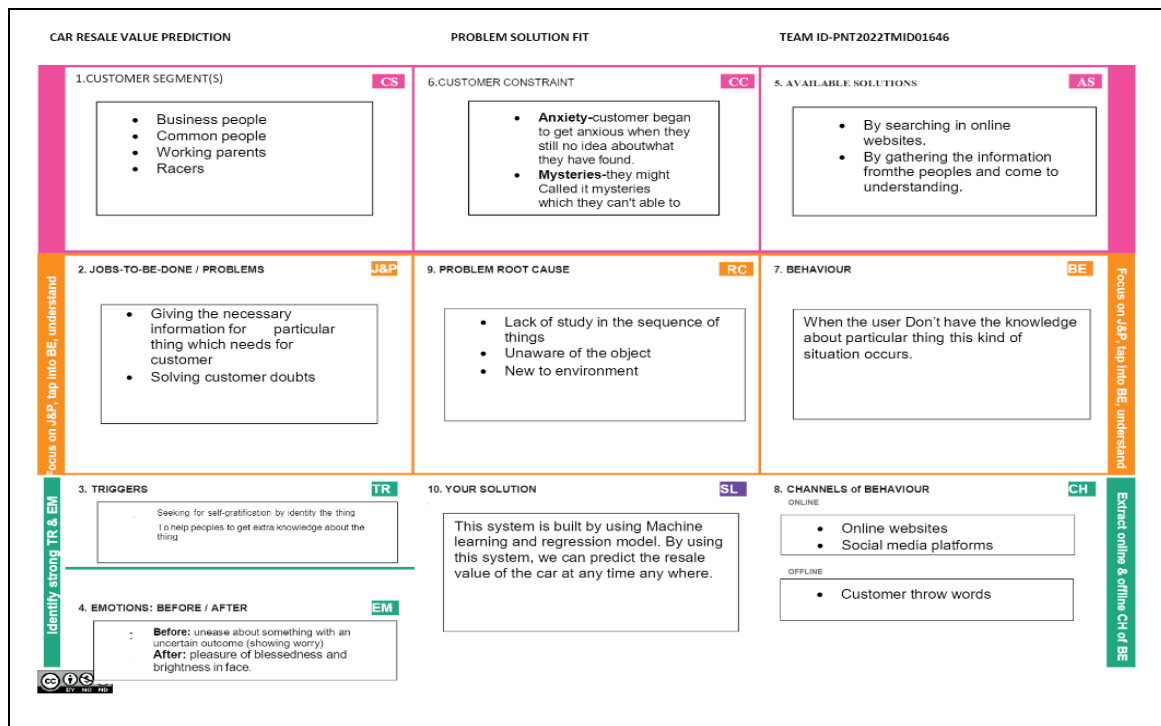 CAR RESALE VALUE PREDICTION
PROBLEM SOLUTION FIT
TEAM ID-PNT2022TMID01646
1.CUSTOMER SEGMENT(S)
CS
• Business people
• Common people
• Working parents
• Racers
6.CUSTOMER CONSTRAINT
CC
• Anxiety-customer began
to get anxious when they
still no idea aboutwhat
they have found.
• Mysteries-they might
Called it mysteries
which they can't able to
5. AVAILABLE SOLUTIONS
AS
• By searching in online
websites.
• By gathering the information
fromthe peoples and come to
understanding.
Focus on J&P, tap into BE, understand
2. JOBS-TO-BE-DONE / PROBLEMS
J&P
• Giving the necessary
information for particular
thing which needs for
customer
• Solving customer doubts
9. PROBLEM ROOT CAUSE
RC
• Lack of study in the sequence of
things
• Unaware of the object
• New to environment
7. BEHAVIOUR
BE
When the user Don't have the knowledge
about particular thing this kind of
situation occurs.
Focus on J&P, tap into BE, understand
Identify strong TR & EM
3. TRIGGERS
TR
Seeking for self-gratification by identity the thing
To help peoples to get extra knowledge about the
thing
4. EMOTIONS: BEFORE / AFTER
EM
Before: unease about something with an
uncertain outcome (showing worry)
After: pleasure of blessedness and
brightness in face.
10. YOUR SOLUTION
SL
This system is built by using Machine
learning and regression model. By using
this system, we can predict the resale
value of the car at any time any where.
8. CHANNELS of BEHAVIOUR
CH
ONLINE
• Online websites
• Social media platforms
OFFLINE
• Customer throw words
Extract online & offline CH of BE
cc
BY NC ND